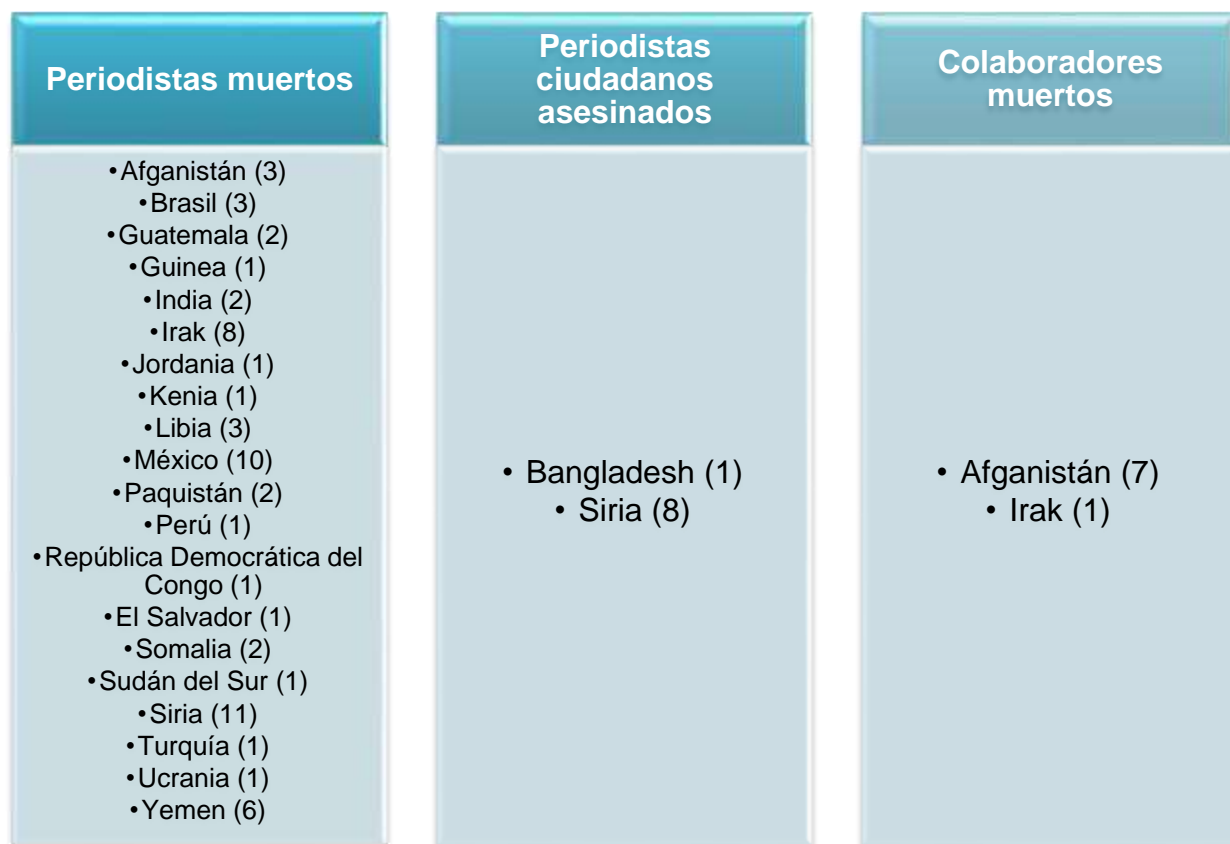 Periodistas muertos
•Afganistán (3)
•Brasil (3)
•Guatemala (2)
•Guinea (1)
•India (2)
•Irak (8)
•Jordania (1)
•Kenia (1)
•Libia (3)
•México (10)
•Paquistán (2)
•Perú (1)
•República Democrática del
Congo (1)
•El Salvador (1)
•Somalia (2)
•Sudán del Sur (1)
•Siria (11)
•Turquía (1)
•Ucrania (1)
•Yemen (6)
Periodistas
ciudadanos
asesinados
• Bangladesh (1)
• Siria (8)
Colaboradores
muertos
• Afganistán (7)
• Irak (1)